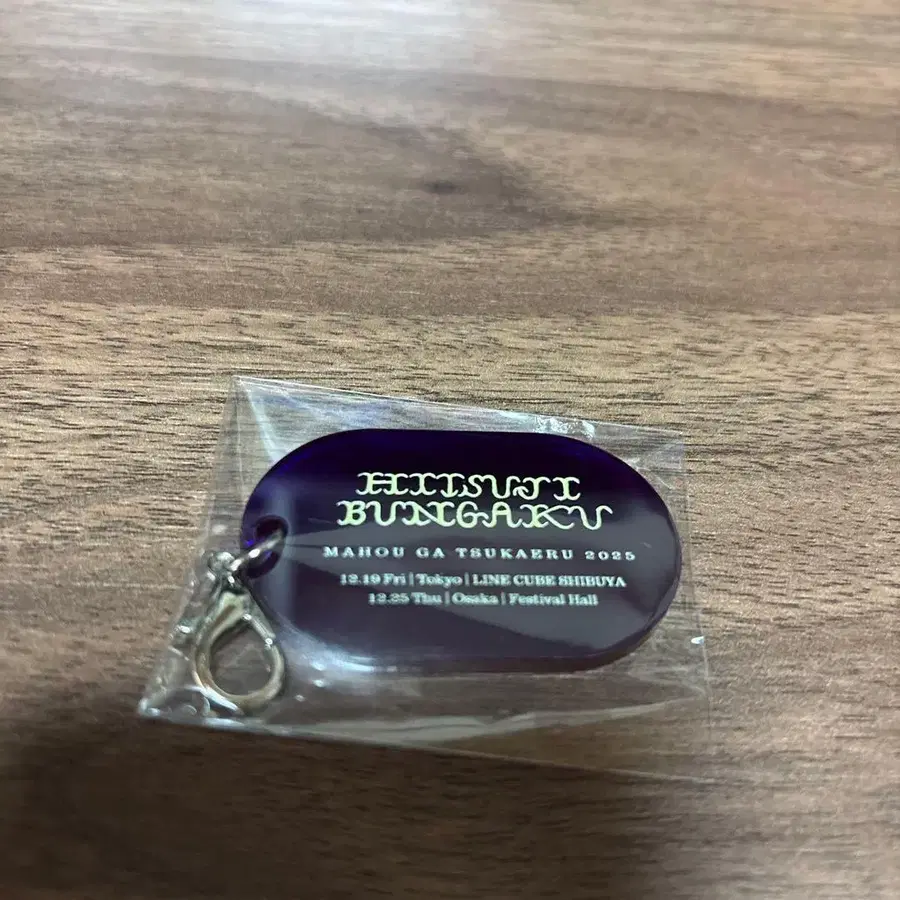 HITSUJI
BUNGAKU
MAHOU GA TSUKAERU 2025
12.19 Fri | Tokyo | LINE CUBE SHIBUYA
12.25 Thu | Osaka | Festival Hall